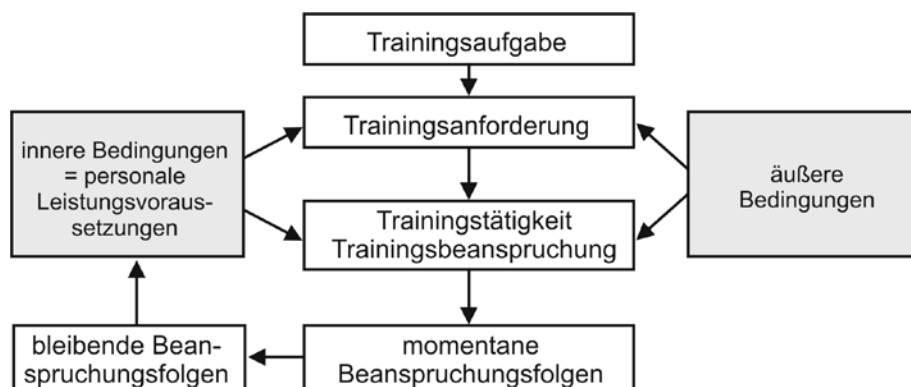 Trainingsaufgabe
Trainingsanforderung
innere Bedingungen
= personale
Leistungsvoraus-
setzungen
äußere
Bedingungen
Trainingstätigkeit
Trainingsbeanspruchung
bleibende Bean-
spruchungsfolgen
momentane
Beanspruchungsfolgen